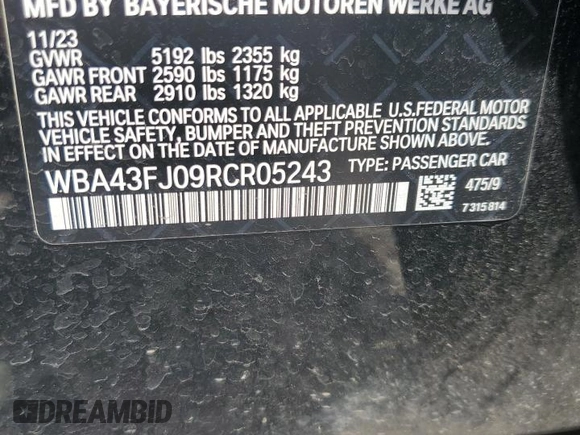 MFD BY BAYERISCHE MOTOREN WERKE AG
11/23
GVWR 5192 lbs 2355 kg
GAWR FRONT 2590 lbs 1175 kg
GAWR REAR 2910 lbs 1320 kg
THIS VEHICLE CONFORMS TO ALL APPLICABLE U.S.FEDERAL MOTOR
VEHICLE SAFETY, BUMPER AND THEFT PREVENTION STANDARDS
IN EFFECT ON THE DATE OF MANUFACTURE SHOWN ABOVE.
WBA43FJ09RCR05243 TYPE: PASSENGER CAR
475/9
7315814
DREAMBID